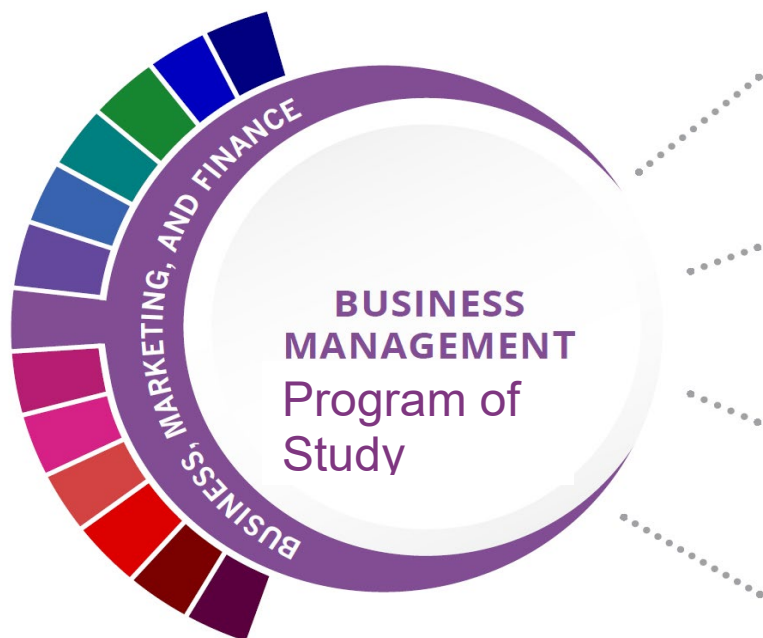 BUSINESS, MARKETING, AND FINANCE
BUSINESS
MANAGEMENT
Program of
Study